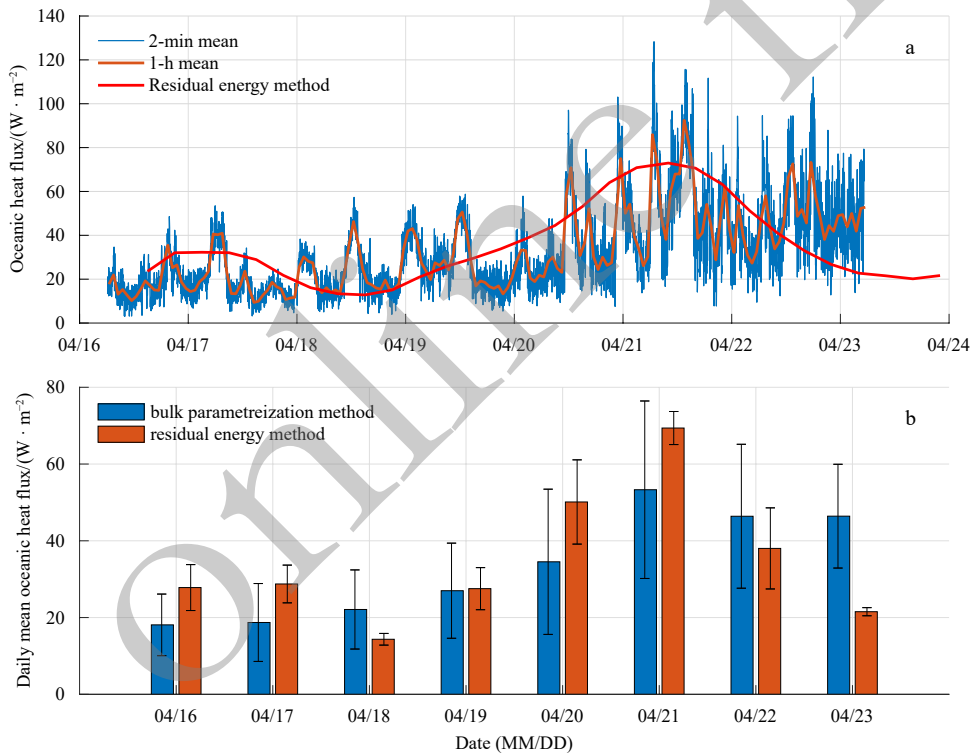 140
120
100
80
60
40
20
0
Oceanic heat flux/(W · m⁻²)
2-min mean
1-h mean
Residual energy method
a
04/16 04/17 04/18 04/19 04/20 04/21 04/22 04/23 04/24
80
60
40
20
0
Daily mean oceanic heat flux/(W · m⁻²)
bulk parametreization method
residual energy method
b
04/16 04/17 04/18 04/19 04/20 04/21 04/22 04/23
Date (MM/DD)
online